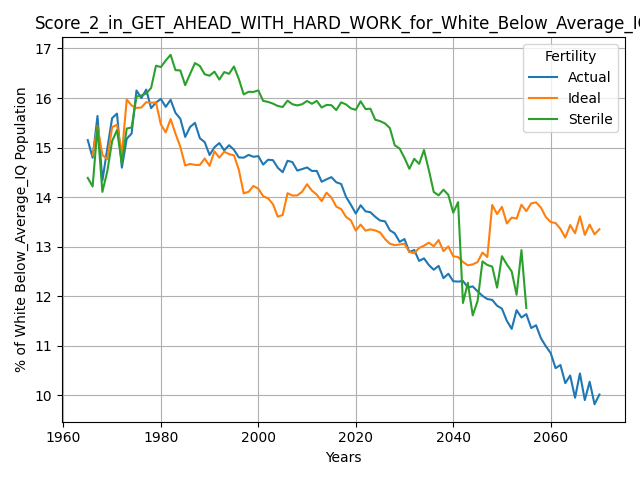 Score_2_in_GET_AHEAD_WITH_HARD_WORK_for_White_Below_Average_IQ
17
16
15
14
13
12
11
10
% of White Below_Average_IQ Population
Fertility
Actual
Ideal
Sterile
1960
1980
2000
2020
2040
2060
Years